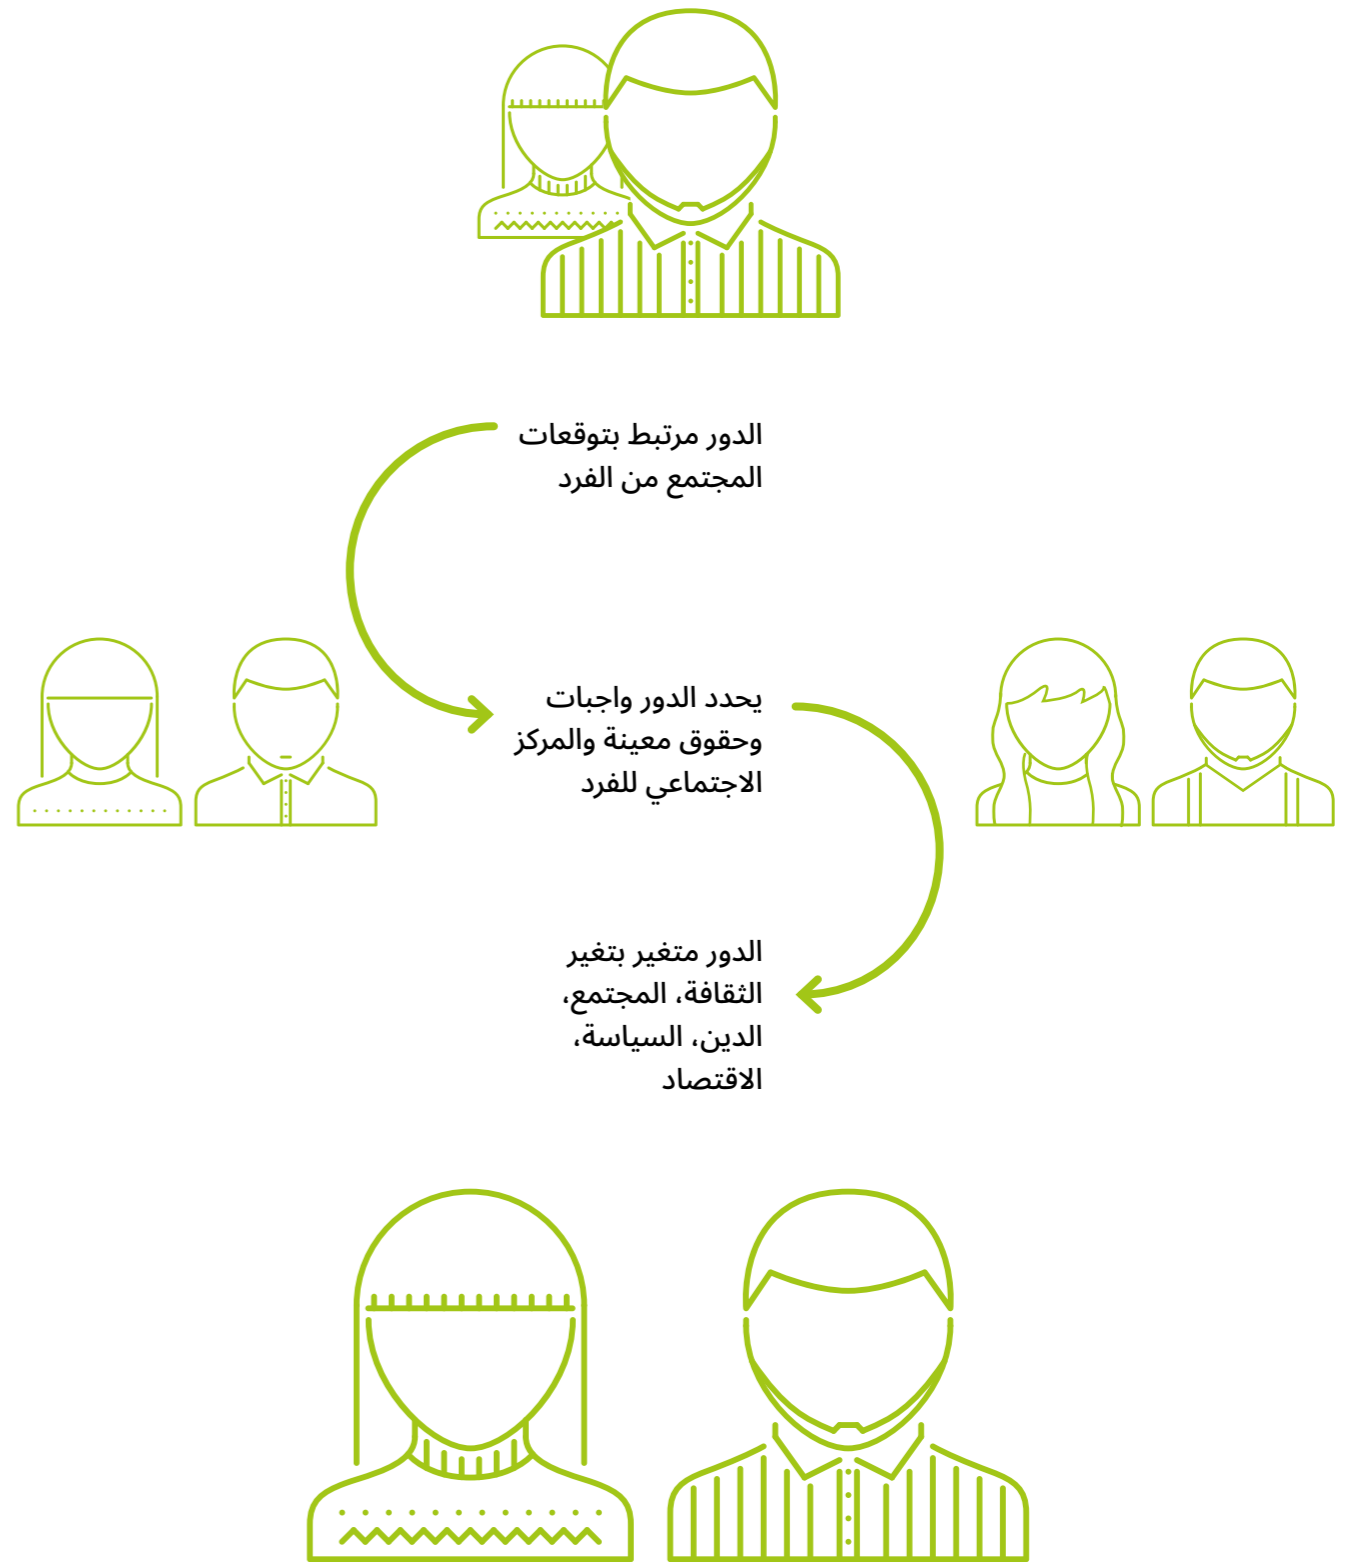 الدور مرتبط بتوقعات
المجتمع من الفرد
يحدد الدور واجبات
وحقوق معينة والمركز
الاجتماعي للفرد
الدور متغير بتغير
الثقافة، المجتمع،
الدين، السياسة،
الاقتصاد